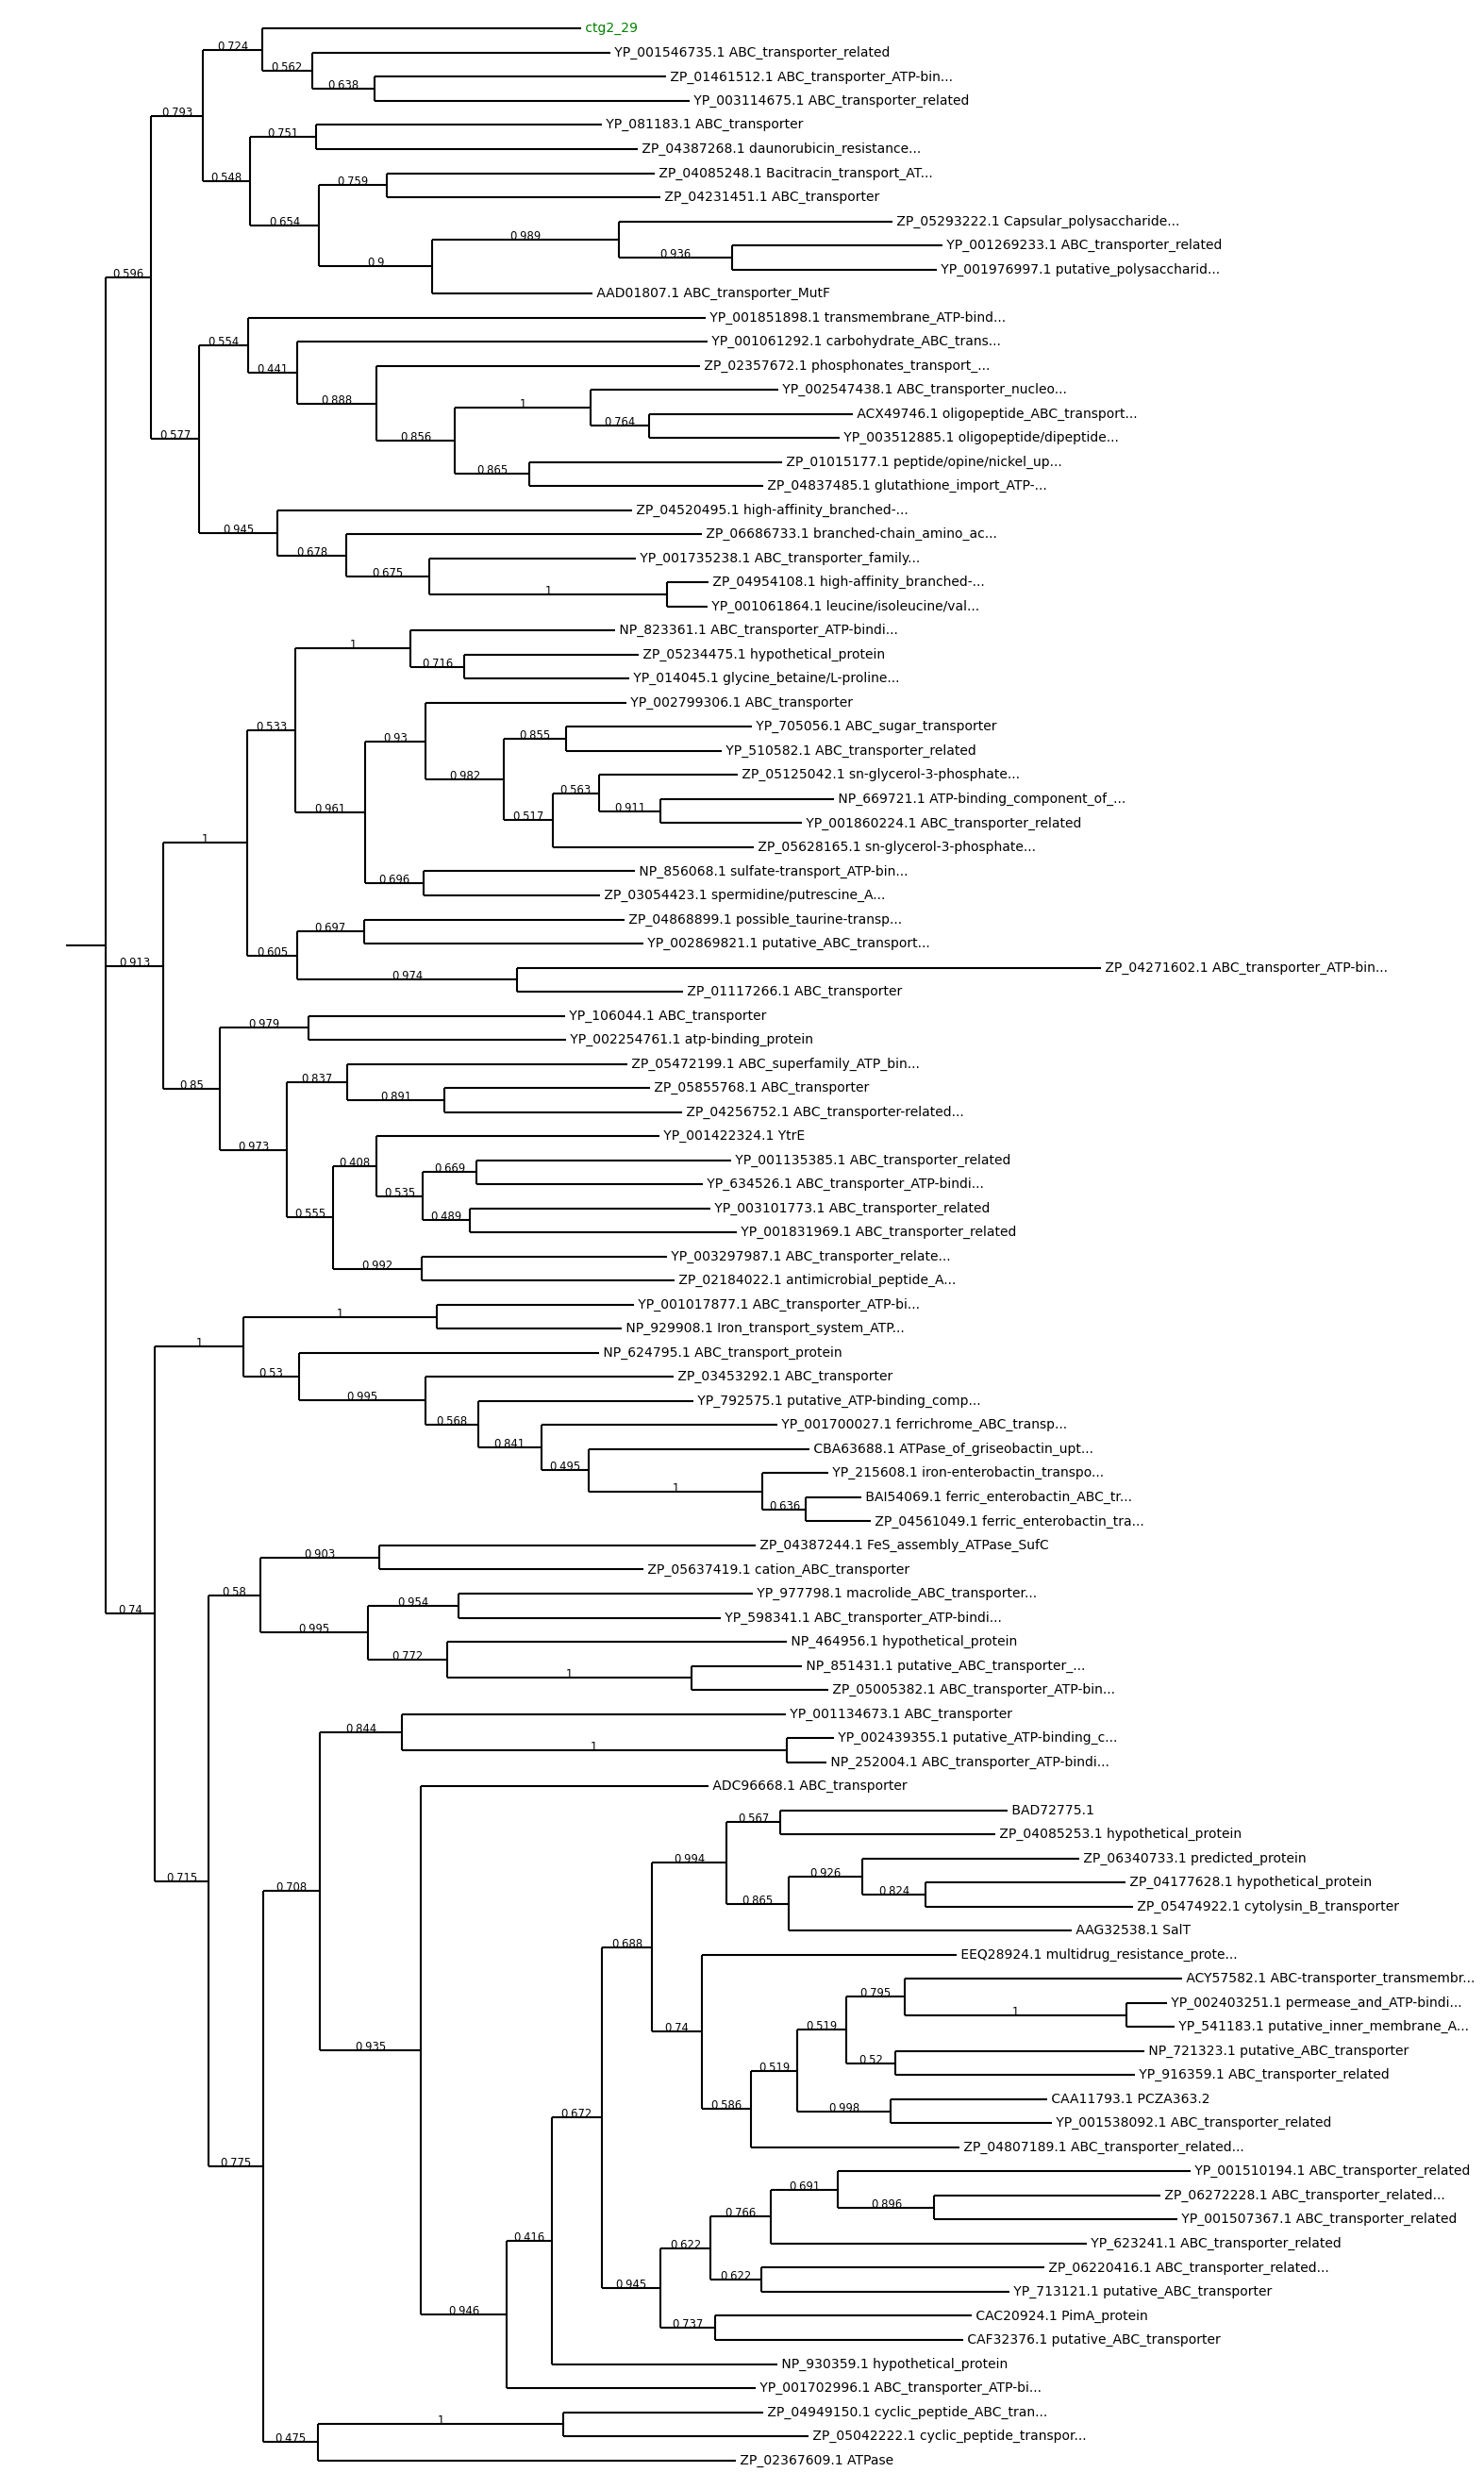 ctg2_29
0.724
YP_001546735.1 ABC_transporter_related
0.562
ZP_01461512.1 ABC_transporter_ATP-bin...
0.638
YP_003114675.1 ABC_transporter_related
0.793
YP_081183.1 ABC_transporter
0.751
ZP_04387268.1 daunorubicin_resistance...
0.548
ZP_04085248.1 Bacitracin_transport_AT...
0.759
ZP_04231451.1 ABC_transporter
0.654
ZP_05293222.1 Capsular_polysaccharide...
0.989
YP_001269233.1 ABC_transporter_related
0.936
0.9
YP_001976997.1 putative_polysaccharid...
0.596
AAD01807.1 ABC_transporter_MutF
YP_001851898.1 transmembrane_ATP-bind...
0.554
YP_001061292.1 carbohydrate_ABC_trans...
0.441
ZP_02357672.1 phosphonates_transport_...
0.888
YP_002547438.1 ABC_transporter_nucleo...
1
ACX49746.1 oligopeptide_ABC_transport...
0.764
0.577
0.856
YP_003512885.1 oligopeptide/dipeptide...
ZP_01015177.1 peptide/opine/nickel_up...
0.865
ZP_04837485.1 glutathione_import_ATP-...
ZP_04520495.1 high-affinity_branched-...
0.945
ZP_06686733.1 branched-chain_amino_ac...
0.678
YP_001735238.1 ABC_transporter_family...
0.675
ZP_04954108.1 high-affinity_branched-...
1
YP_001061864.1 leucine/isoleucine/val...
NP_823361.1 ABC_transporter_ATP-bindi...
1
ZP_05234475.1 hypothetical_protein
0.716
YP_014045.1 glycine_betaine/L-proline...
YP_002799306.1 ABC_transporter
0.533
YP_705056.1 ABC_sugar_transporter
0.93
0.855
YP_510582.1 ABC_transporter_related
0.982
ZP_05125042.1 sn-glycerol-3-phosphate...
0.563
NP_669721.1 ATP-binding_component_of_...
0.961
0.911
0.517
YP_001860224.1 ABC_transporter_related
1
ZP_05628165.1 sn-glycerol-3-phosphate...
NP_856068.1 sulfate-transport_ATP-bin...
0.696
ZP_03054423.1 spermidine/putrescine_A...
ZP_04868899.1 possible_taurine-transp...
0.697
YP_002869821.1 putative_ABC_transport...
0.605
0.913
ZP_04271602.1 ABC_transporter_ATP-bin...
0.974
ZP_01117266.1 ABC_transporter
YP_106044.1 ABC_transporter
0.979
YP_002254761.1 atp-binding_protein
ZP_05472199.1 ABC_superfamily_ATP_bin...
0.837
0.85
ZP_05855768.1 ABC_transporter
0.891
ZP_04256752.1 ABC_transporter-related...
YP_001422324.1 YtrE
0.973
YP_001135385.1 ABC_transporter_related
0.408
0.669
YP_634526.1 ABC_transporter_ATP-bindi...
0.535
YP_003101773.1 ABC_transporter_related
0.555
0.489
YP_001831969.1 ABC_transporter_related
YP_003297987.1 ABC_transporter_relate...
0.992
ZP_02184022.1 antimicrobial_peptide_A...
YP_001017877.1 ABC_transporter_ATP-bi...
1
NP_929908.1 Iron_transport_system_ATP...
1
NP_624795.1 ABC_transport_protein
0.53
ZP_03453292.1 ABC_transporter
0.995
YP_792575.1 putative_ATP-binding_comp...
0.568
YP_001700027.1 ferrichrome_ABC_transp...
0.841
CBA63688.1 ATPase_of_griseobactin_upt...
0.495
YP_215608.1 iron-enterobactin_transpo...
1
BAI54069.1 ferric_enterobactin_ABC_tr...
0.636
ZP_04561049.1 ferric_enterobactin_tra...
ZP_04387244.1 FeS_assembly_ATPase_SufC
0.903
ZP_05637419.1 cation_ABC_transporter
0.58
YP_977798.1 macrolide_ABC_transporter...
0.74
0.954
YP_598341.1 ABC_transporter_ATP-bindi...
0.995
NP_464956.1 hypothetical_protein
0.772
NP_851431.1 putative_ABC_transporter_...
1
ZP_05005382.1 ABC_transporter_ATP-bin...
YP_001134673.1 ABC_transporter
0.844
YP_002439355.1 putative_ATP-binding_c...
1
NP_252004.1 ABC_transporter_ATP-bindi...
ADC96668.1 ABC_transporter
BAD72775.1
0.567
ZP_04085253.1 hypothetical_protein
0.994
ZP_06340733.1 predicted_protein
0.926
0.715
ZP_04177628.1 hypothetical_protein
0.708
0.824
0.865
ZP_05474922.1 cytolysin_B_transporter
AAG32538.1 SalT
0.688
EEQ28924.1 multidrug_resistance_prote...
ACY57582.1 ABC-transporter_transmembr...
0.795
YP_002403251.1 permease_and_ATP-bindi...
1
0.74
0.519
YP_541183.1 putative_inner_membrane_A...
0.935
NP_721323.1 putative_ABC_transporter
0.52
0.519
YP_916359.1 ABC_transporter_related
CAA11793.1 PCZA363.2
0.586
0.998
0.672
YP_001538092.1 ABC_transporter_related
ZP_04807189.1 ABC_transporter_related...
0.775
YP_001510194.1 ABC_transporter_related
0.691
ZP_06272228.1 ABC_transporter_related...
0.896
0.766
YP_001507367.1 ABC_transporter_related
0.416
YP_623241.1 ABC_transporter_related
0.622
ZP_06220416.1 ABC_transporter_related...
0.622
0.945
YP_713121.1 putative_ABC_transporter
0.946
CAC20924.1 PimA_protein
0.737
CAF32376.1 putative_ABC_transporter
NP_930359.1 hypothetical_protein
YP_001702996.1 ABC_transporter_ATP-bi...
ZP_04949150.1 cyclic_peptide_ABC_tran...
1
ZP_05042222.1 cyclic_peptide_transpor...
0.475
ZP_02367609.1 ATPase